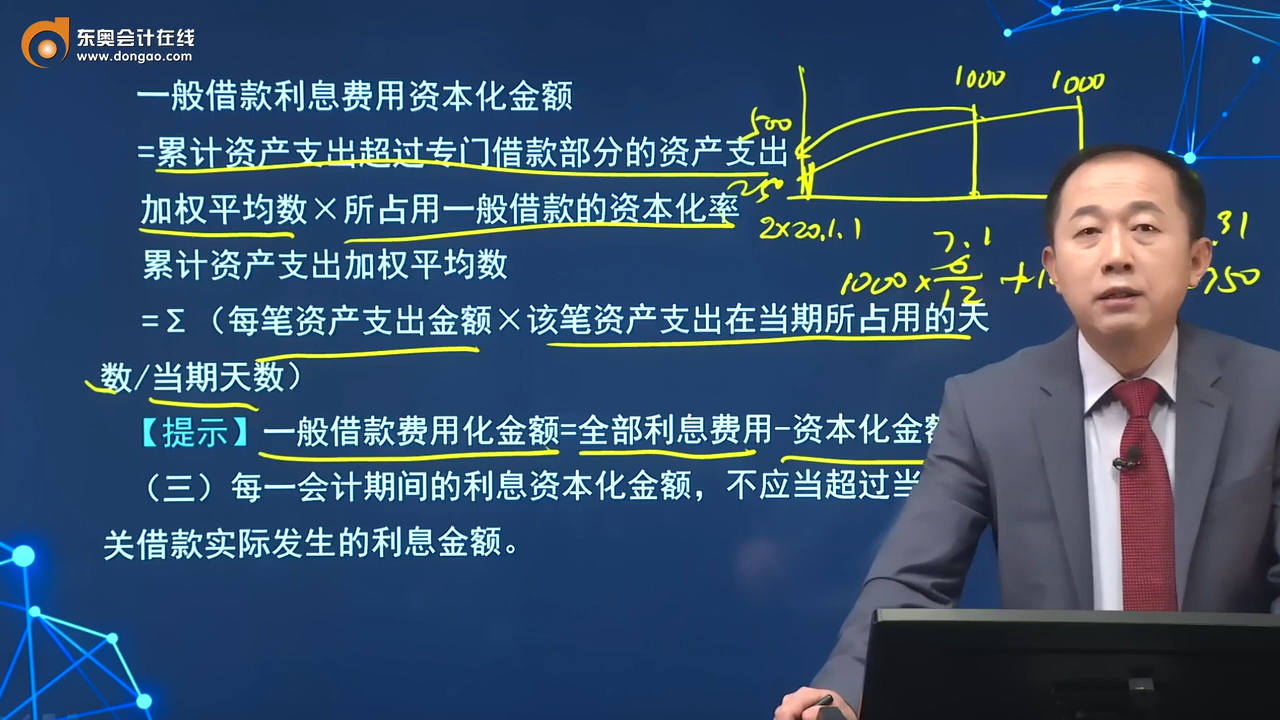 东奥会计在线
www.dongao.com
一般借款利息费用资本化金额
=累计资产支出超过专门借款部分的资产支出
加权平均数×所占用一般借款的资本化率
累计资产支出加权平均数
=Σ（每笔资产支出金额×该笔资产支出在当期所占用的天
数/当期天数）
【提示】一般借款费用化金额=全部利息费用-资本化金
（三）每一会计期间的利息资本化金额，不应当超过当
关借款实际发生的利息金额。
1000 1000
500
250
2×20.1.1 7.1 .31
1000×6/12 + 750